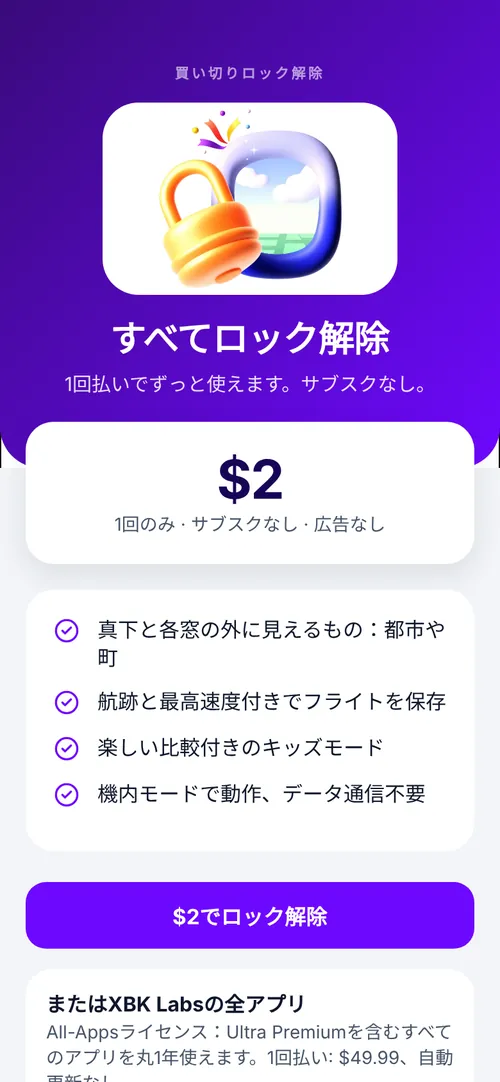 買い切りロック解除
すべてロック解除
1回払いでずっと使えます。サブスクなし。
$2
1回のみ · サブスクなし · 広告なし
真下と各窓の外に見えるもの：都市や
町
航跡と最高速度付きでフライトを保存
楽しい比較付きのキッズモード
機内モードで動作、データ通信不要
$2でロック解除
またはXBK Labsの全アプリ
All-Appsライセンス：Ultra Premiumを含むすべて
のアプリを丸1年使えます。1回払い: $49.99、自動
更新なし